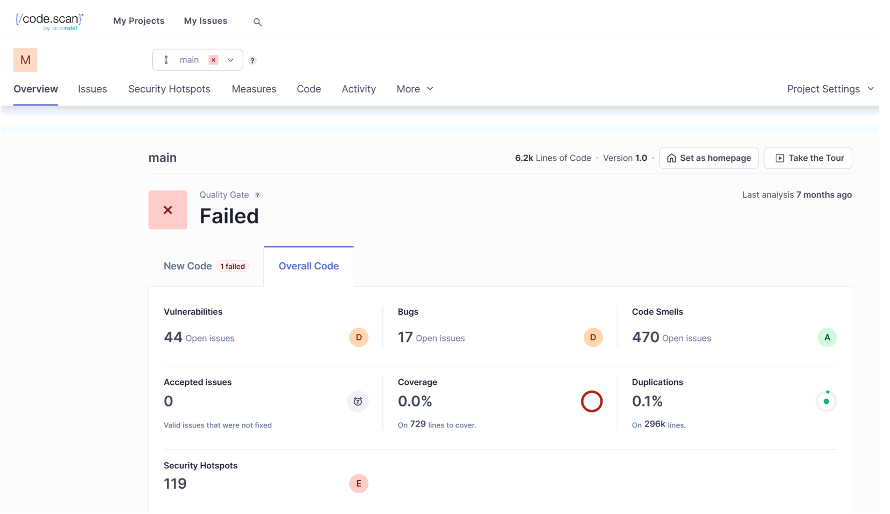 {/code.scan}
by autorabit
My Projects My Issues
M
main
Overview Issues Security Hotspots Measures Code Activity More Project Settings
main
6.2k Lines of Code · Version 1.0 · Set as homepage Take the Tour
Quality Gate ?
Last analysis 7 months ago
Failed
New Code 1 failed Overall Code
Vulnerabilities Bugs Code Smells
44 Open issues D 17 Open issues D 470 Open issues A
Accepted issues Coverage Duplications
0 0.0% 0.1%
Valid issues that were not fixed On 729 lines to cover. On 296k lines.
Security Hotspots
119 E